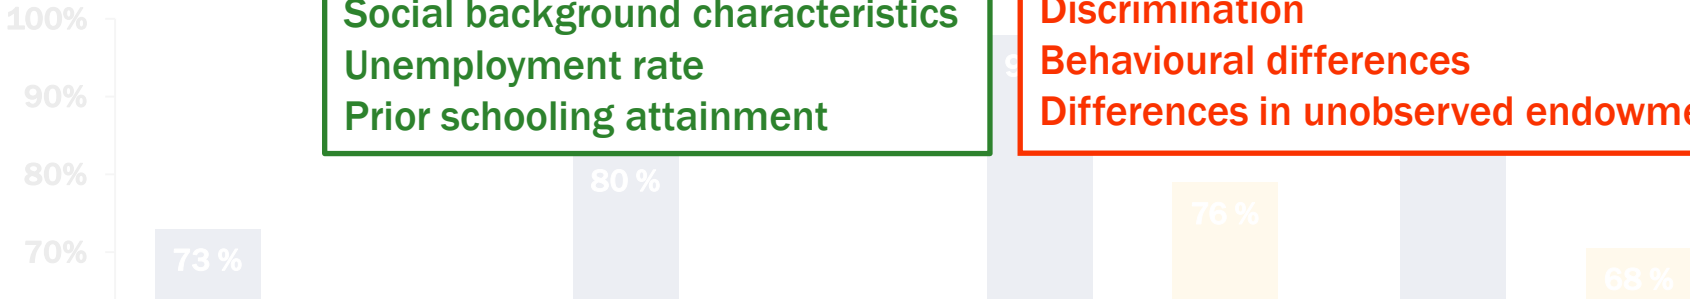 Social background characteristics
Unemployment rate
Prior schooling attainment
Discrimination
Behavioural differences
Differences in unobserved
100%
90%
80%
70%
73 %
80 %
76 %
68 %